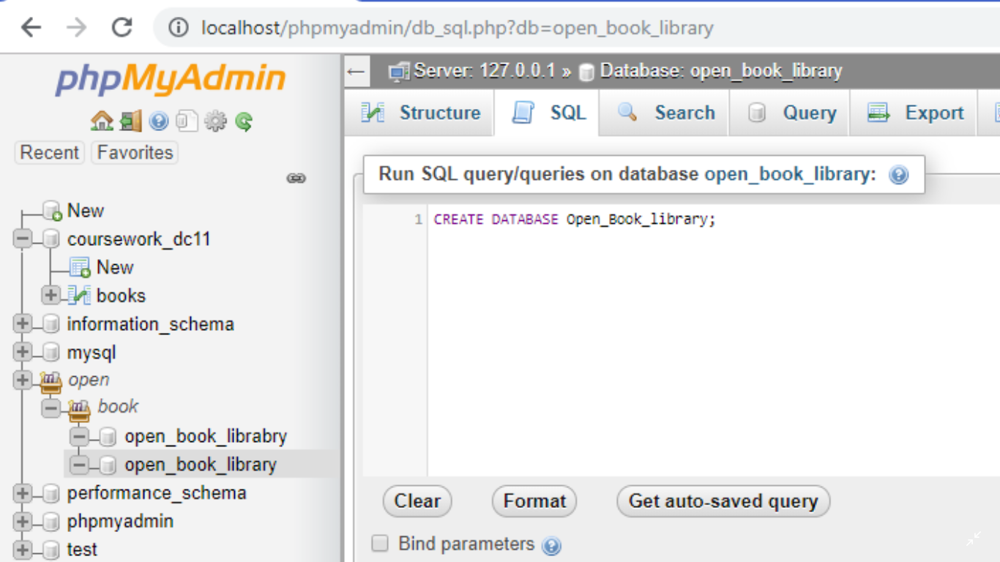 localhost/phpmyadmin/db_sql.php?db=open_book_library
phpMyAdmin
Recent Favorites
New
coursework_dc11
New
books
information_schema
mysql
open
book
open_book_librabry
open_book_library
performance_schema
phpmyadmin
test
Server: 127.0.0.1 » Database: open_book_library
Structure SQL Search Query Export
Run SQL query/queries on database open_book_library:
1 CREATE DATABASE Open_Book_library;
Clear Format Get auto-saved query
Bind parameters